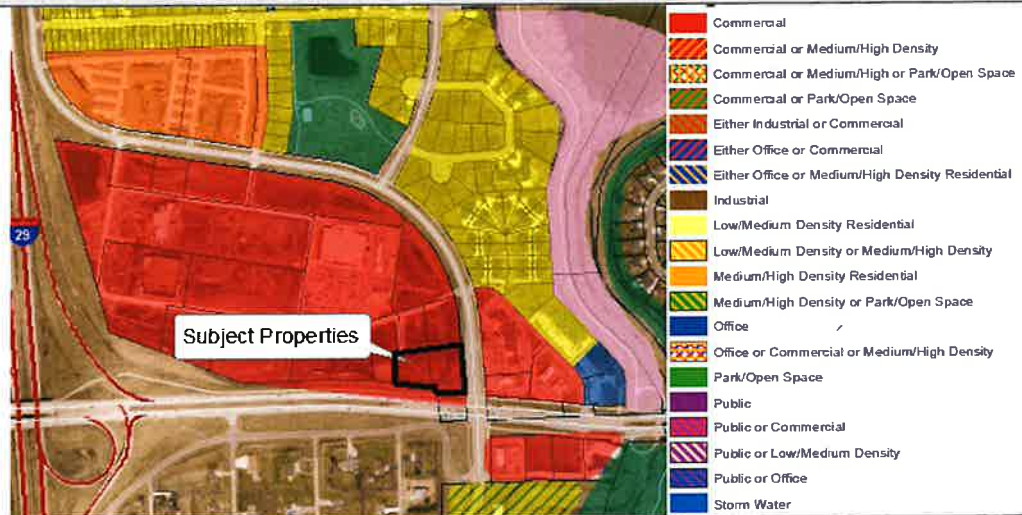 Commercial
Commercial or Medium/High Density
Commercial or Medium/High or Park/Open Space
Commercial or Park/Open Space
Either Industrial or Commercial
Either Office or Commercial
Either Office or Medium/High Density Residential
Industrial
Low/Medium Density Residential
Low/Medium Density or Medium/High Density
Medium/High Density Residential
Medium/High Density or Park/Open Space
Office
Office or Commercial or Medium/High Density
Park/Open Space
Public
Public or Commercial
Public or Low/Medium Density
Public or Office
Storm Water
29
Subject Properties